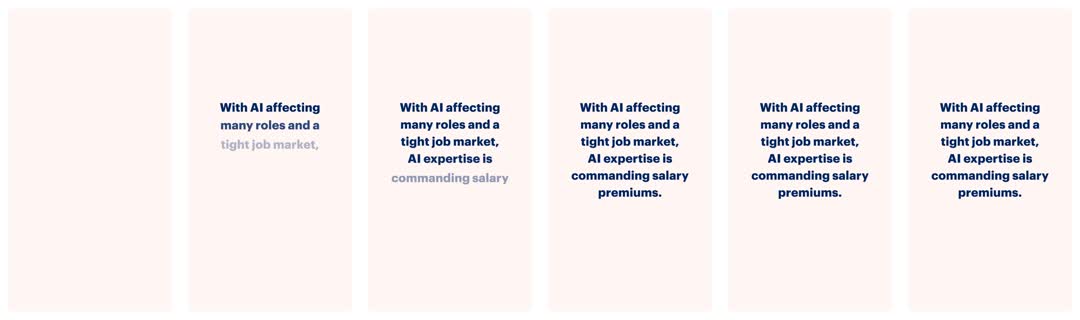 With AI affecting
many roles and a
tight job market,
With AI affecting
many roles and a
tight job market,
AI expertise is
commanding salary
With AI affecting
many roles and a
tight job market,
AI expertise is
commanding salary
premiums.
With AI affecting
many roles and a
tight job market,
AI expertise is
commanding salary
premiums.
With AI affecting
many roles and a
tight job market,
AI expertise is
commanding salary
premiums.